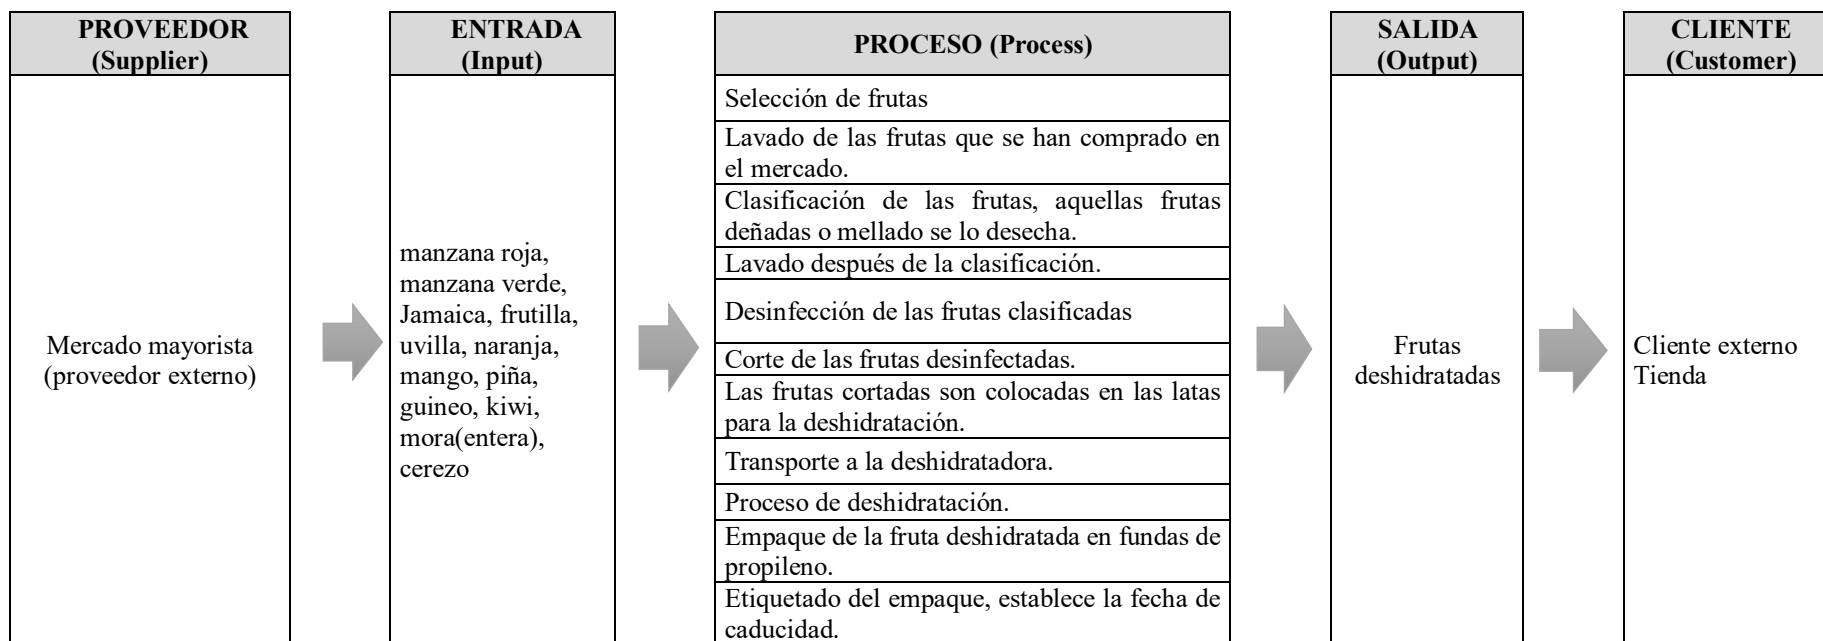 PROVEEDOR
(Supplier)
Mercado mayorista
(proveedor externo)
ENTRADA
(Input)
manzana roja,
manzana verde,
Jamaica, frutilla,
uvilla, naranja,
mango, piña,
guineo, kiwi,
mora(entera),
cerezo
PROCESO (Process)
Selección de frutas
Lavado de las frutas que se han comprado en
el mercado.
Clasificación de las frutas, aquellas frutas
deñadas o mellado se lo desecha.
Lavado después de la clasificación.
Desinfección de las frutas clasificadas
Corte de las frutas desinfectadas.
Las frutas cortadas son colocadas en las latas
para la deshidratación.
Transporte a la deshidratadora.
Proceso de deshidratación.
Empaque de la fruta deshidratada en fundas de
propileno.
Etiquetado del empaque, establece la fecha de
caducidad.
SALIDA
(Output)
Frutas
deshidratadas
CLIENTE
(Customer)
Cliente externo
Tienda